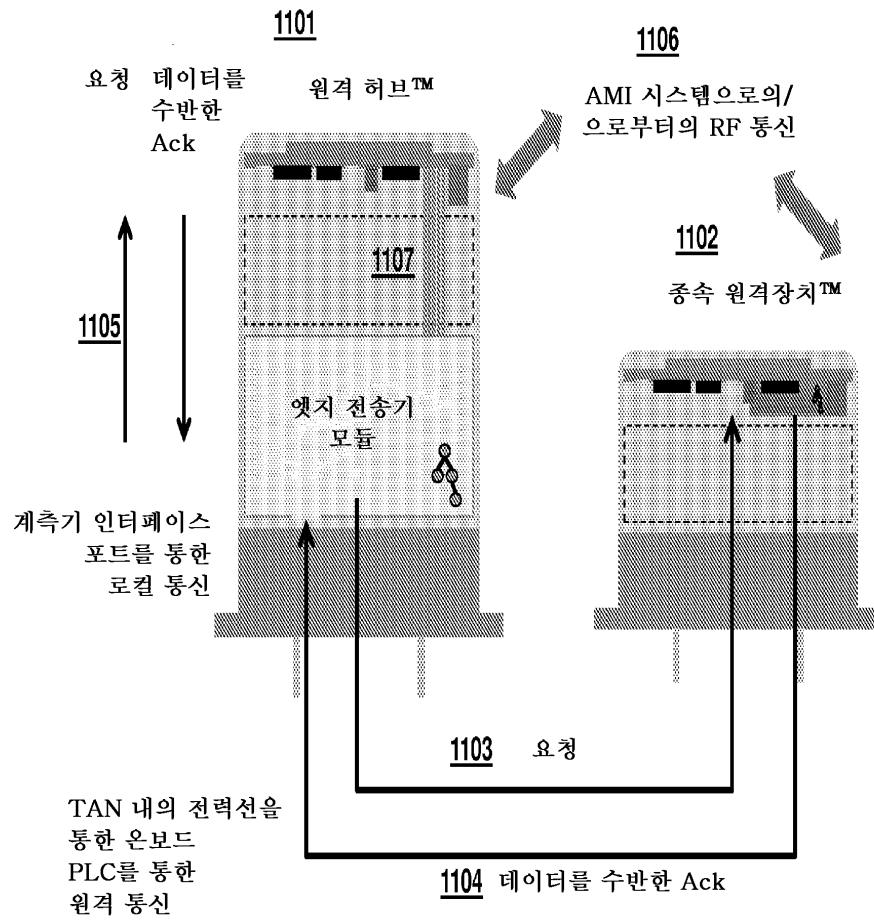 1101
요청 데이터를
수반한
Ack
원격 허브™
1106
AMI 시스템으로의/
으로부터의 RF 통신
1107
1102
종속 원격장치™
1105
엣지 전송기
모듈
계측기 인터페이스
포트를 통한
로컬 통신
1103 요청
TAN 내의 전력선을
통한 온보드
PLC를 통한
원격 통신
1104 데이터를 수반한 Ack